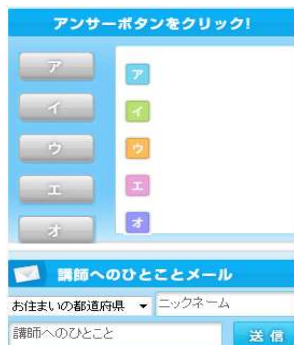 アンサーボタンをクリック!
ア ア
イ イ
ウ ウ
エ エ
オ オ
講師へのひとことメール
お住まいの都道府県 ニックネーム
講師へのひとこと 送信